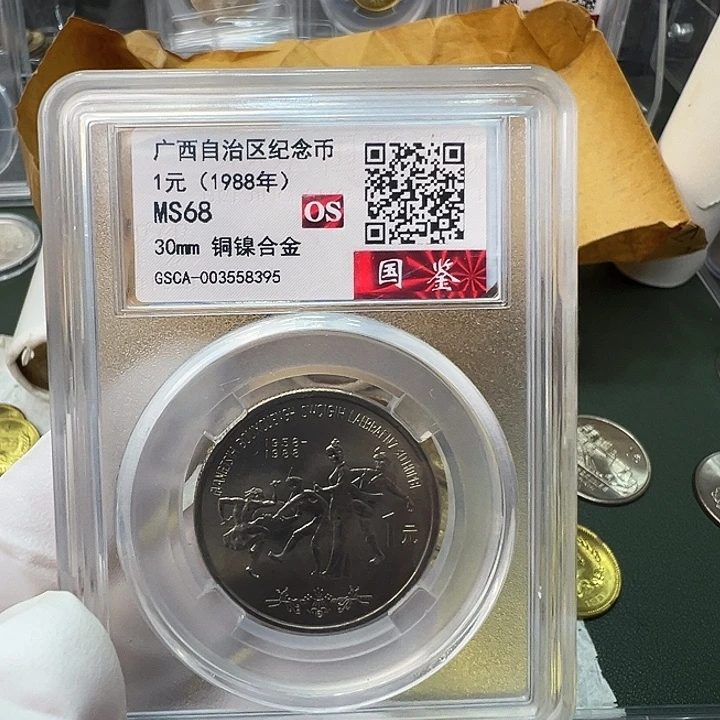 广西自治区纪念币
1元（1988年）
MS68
OS
30mm 铜镍合金
GSCA-003558395
国鉴
1958-
1988
1元